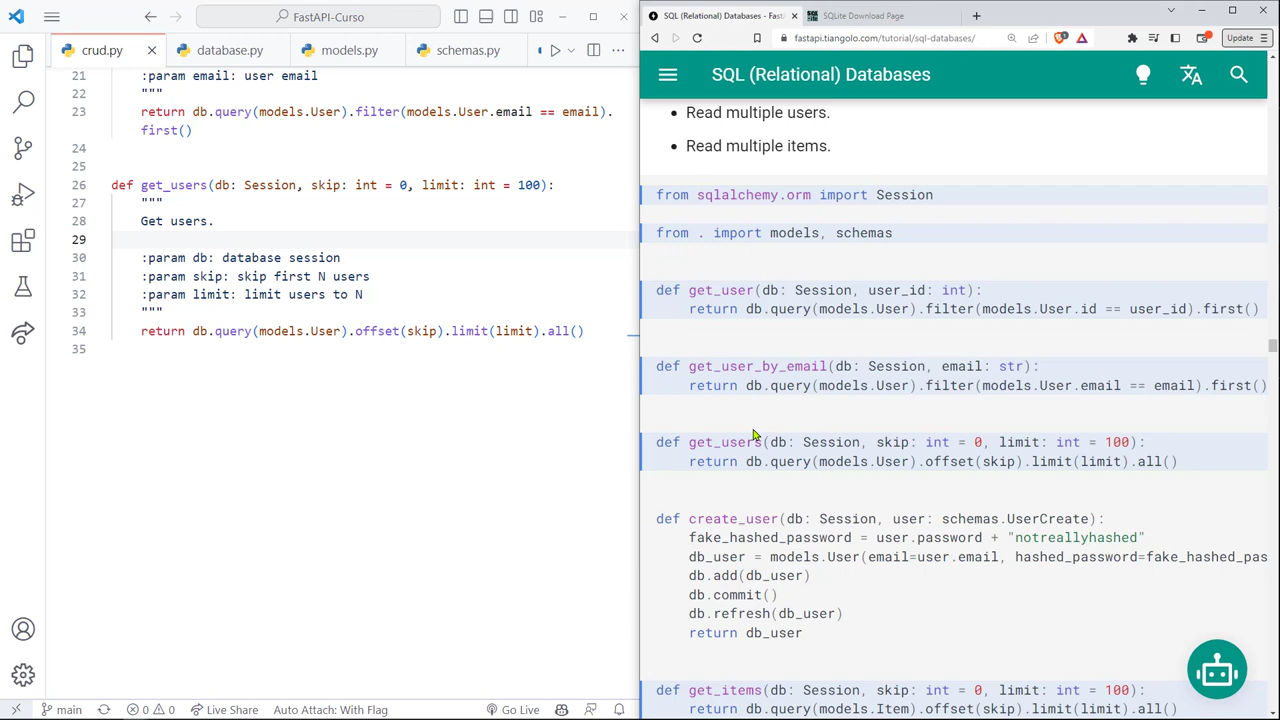 FastAPI-Curso
crud.py
database.py
models.py
schemas.py
21 :param email: user email
22 """
23 return db.query(models.User).filter(models.User.email == email).
first()
24
25
26 def get_users(db: Session, skip: int = 0, limit: int = 100):
27 """
28 Get users.
29
30 :param db: database session
31 :param skip: skip first N users
32 :param limit: limit users to N
33 """
34 return db.query(models.User).offset(skip).limit(limit).all()
35
main
0 0
Live Share
Auto Attach: With Flag
Go Live
SQL (Relational) Databases - Fast
SQLite Download Page
fastapi.tiangolo.com/tutorial/sql-databases/
Update
SQL (Relational) Databases
Read multiple users.
Read multiple items.
from sqlalchemy.orm import Session
from . import models, schemas
def get_user(db: Session, user_id: int):
return db.query(models.User).filter(models.User.id == user_id).first()
def get_user_by_email(db: Session, email: str):
return db.query(models.User).filter(models.User.email == email).first()
def get_users(db: Session, skip: int = 0, limit: int = 100):
return db.query(models.User).offset(skip).limit(limit).all()
def create_user(db: Session, user: schemas.UserCreate):
fake_hashed_password = user.password + "notreallyhashed"
db_user = models.User(email=user.email, hashed_password=fake_hashed_pas
db.add(db_user)
db.commit()
db.refresh(db_user)
return db_user
def get_items(db: Session, skip: int = 0, limit: int = 100):
return db.query(models.Item).offset(skip).limit(limit).all()